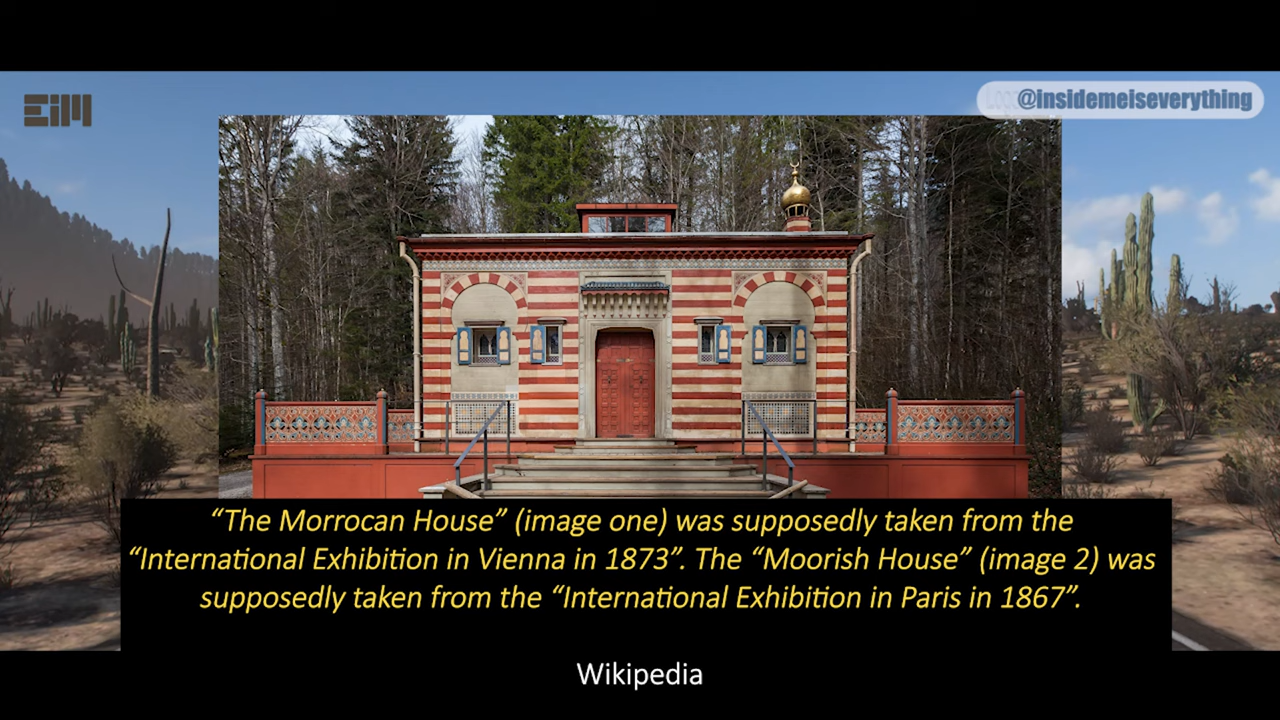 EiM
@insidemeiseverything
“The Morrocan House” (image one) was supposedly taken from the
“International Exhibition in Vienna in 1873”. The “Moorish House” (image 2) was
supposedly taken from the “International Exhibition in Paris in 1867”.
Wikipedia